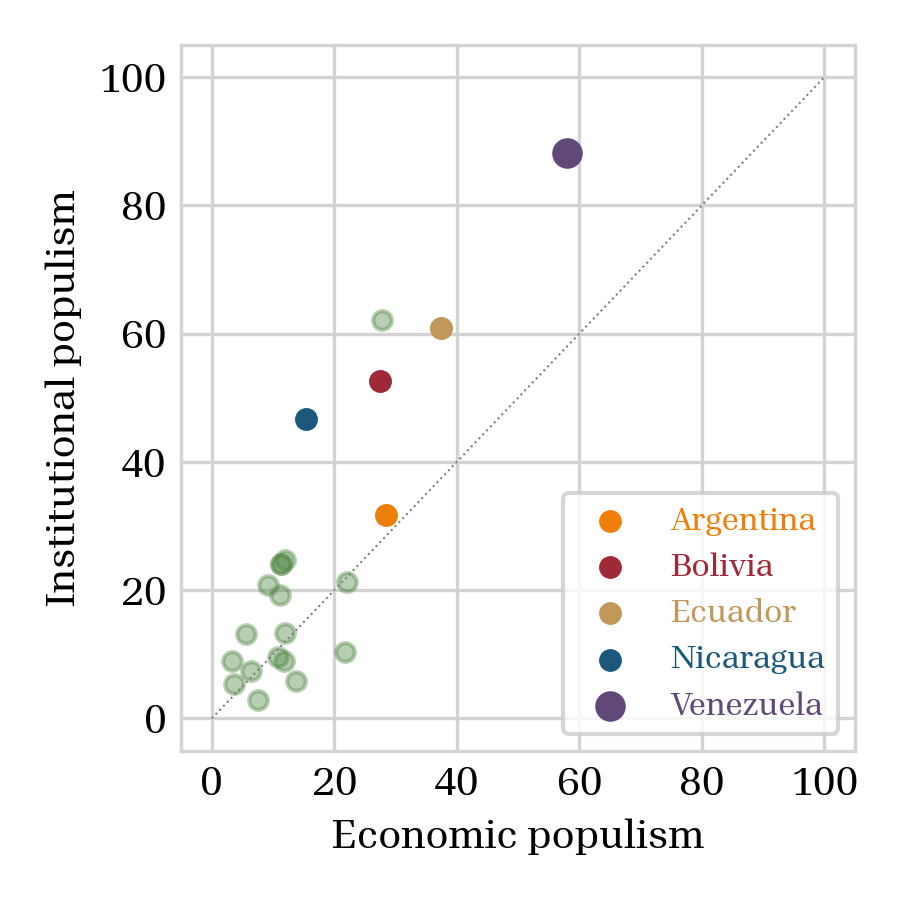 100
80
60
40
20
0
Institutional populism
Argentina
Bolivia
Ecuador
Nicaragua
Venezuela
0 20 40 60 80 100
Economic populism